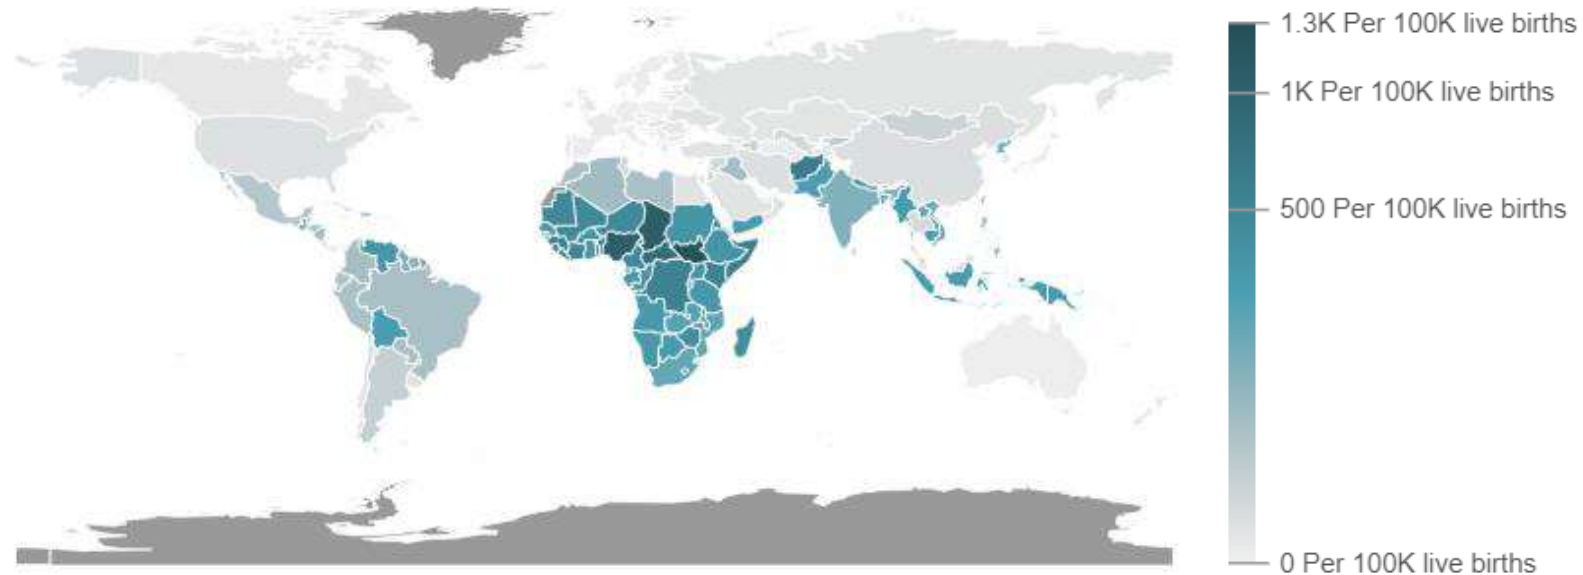 1.3K Per 100K live births
1K Per 100K live births
500 Per 100K live births
0 Per 100K live births